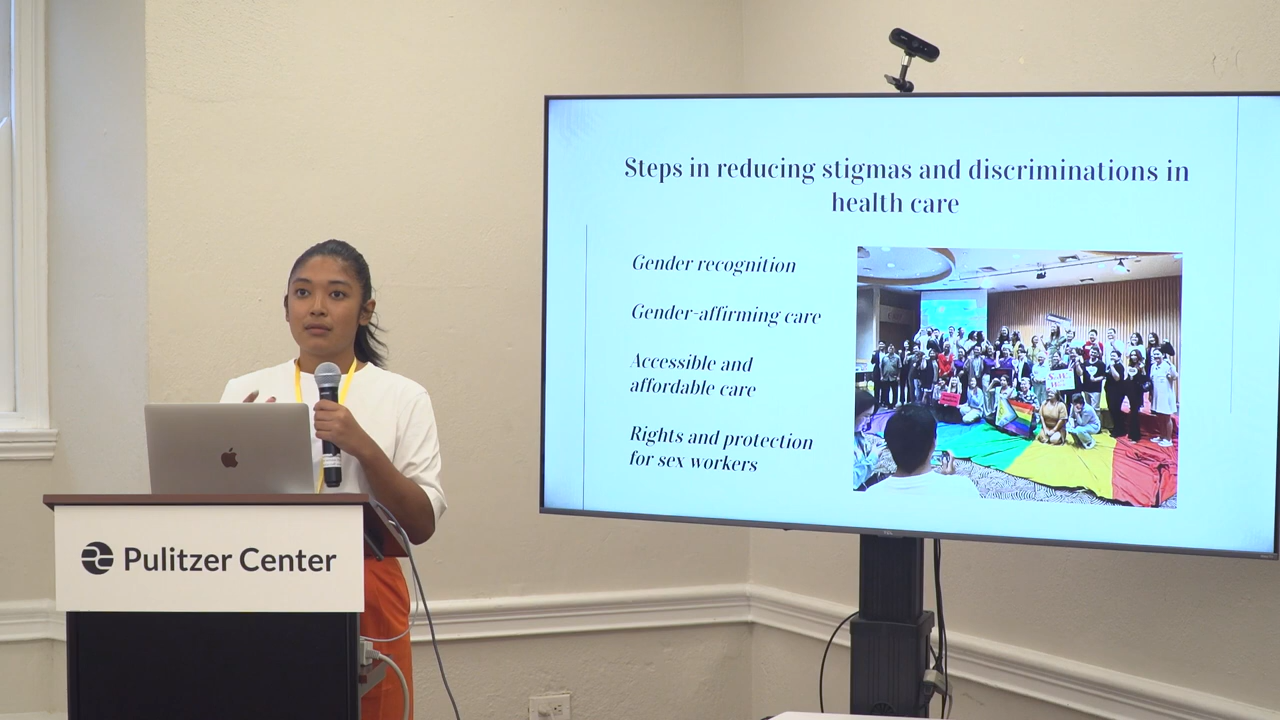 Steps in reducing stigmas and discriminations in
health care
Gender recognition
Gender-affirming care
Accessible and
affordable care
Rights and protection
for sex workers
Pulitzer Center